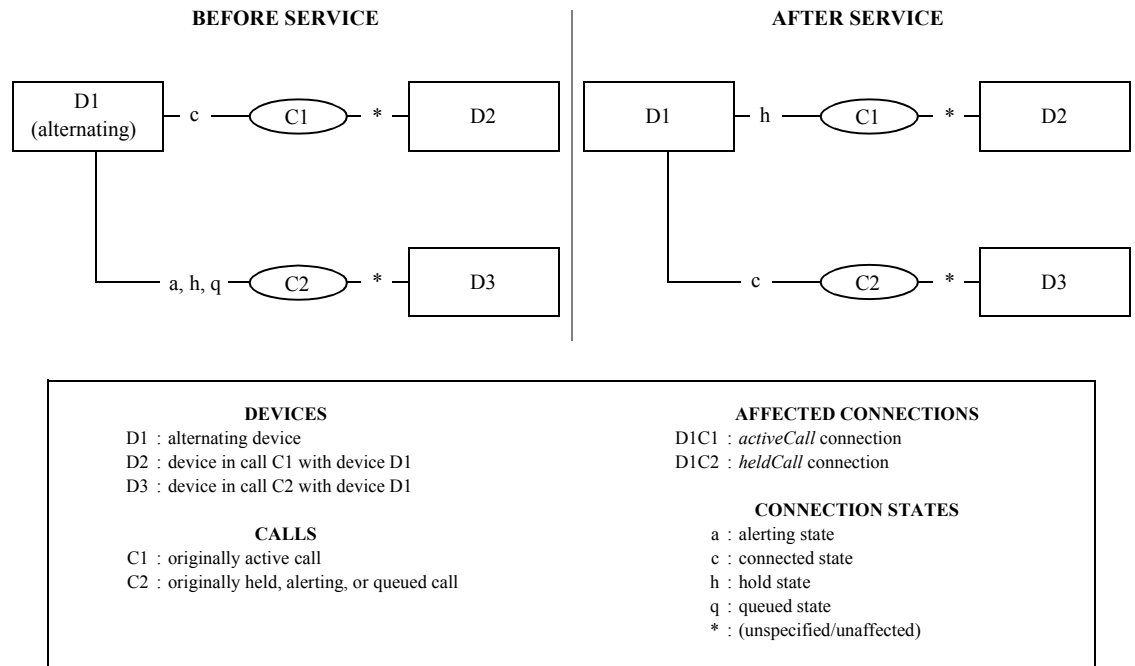 BEFORE SERVICE
AFTER SERVICE
D1
(alternating)
c
C1
*
D2
a, h, q
C2
*
D3
D1
h
C1
*
D2
c
C2
*
D3
DEVICES
D1 : alternating device
D2 : device in call C1 with device D1
D3 : device in call C2 with device D1
CALLS
C1 : originally active call
C2 : originally held, alerting, or queued call
AFFECTED CONNECTIONS
D1C1 : activeCall connection
D1C2 : heldCall connection
CONNECTION STATES
a : alerting state
c : connected state
h : hold state
q : queued state
* : (unspecified/unaffected)